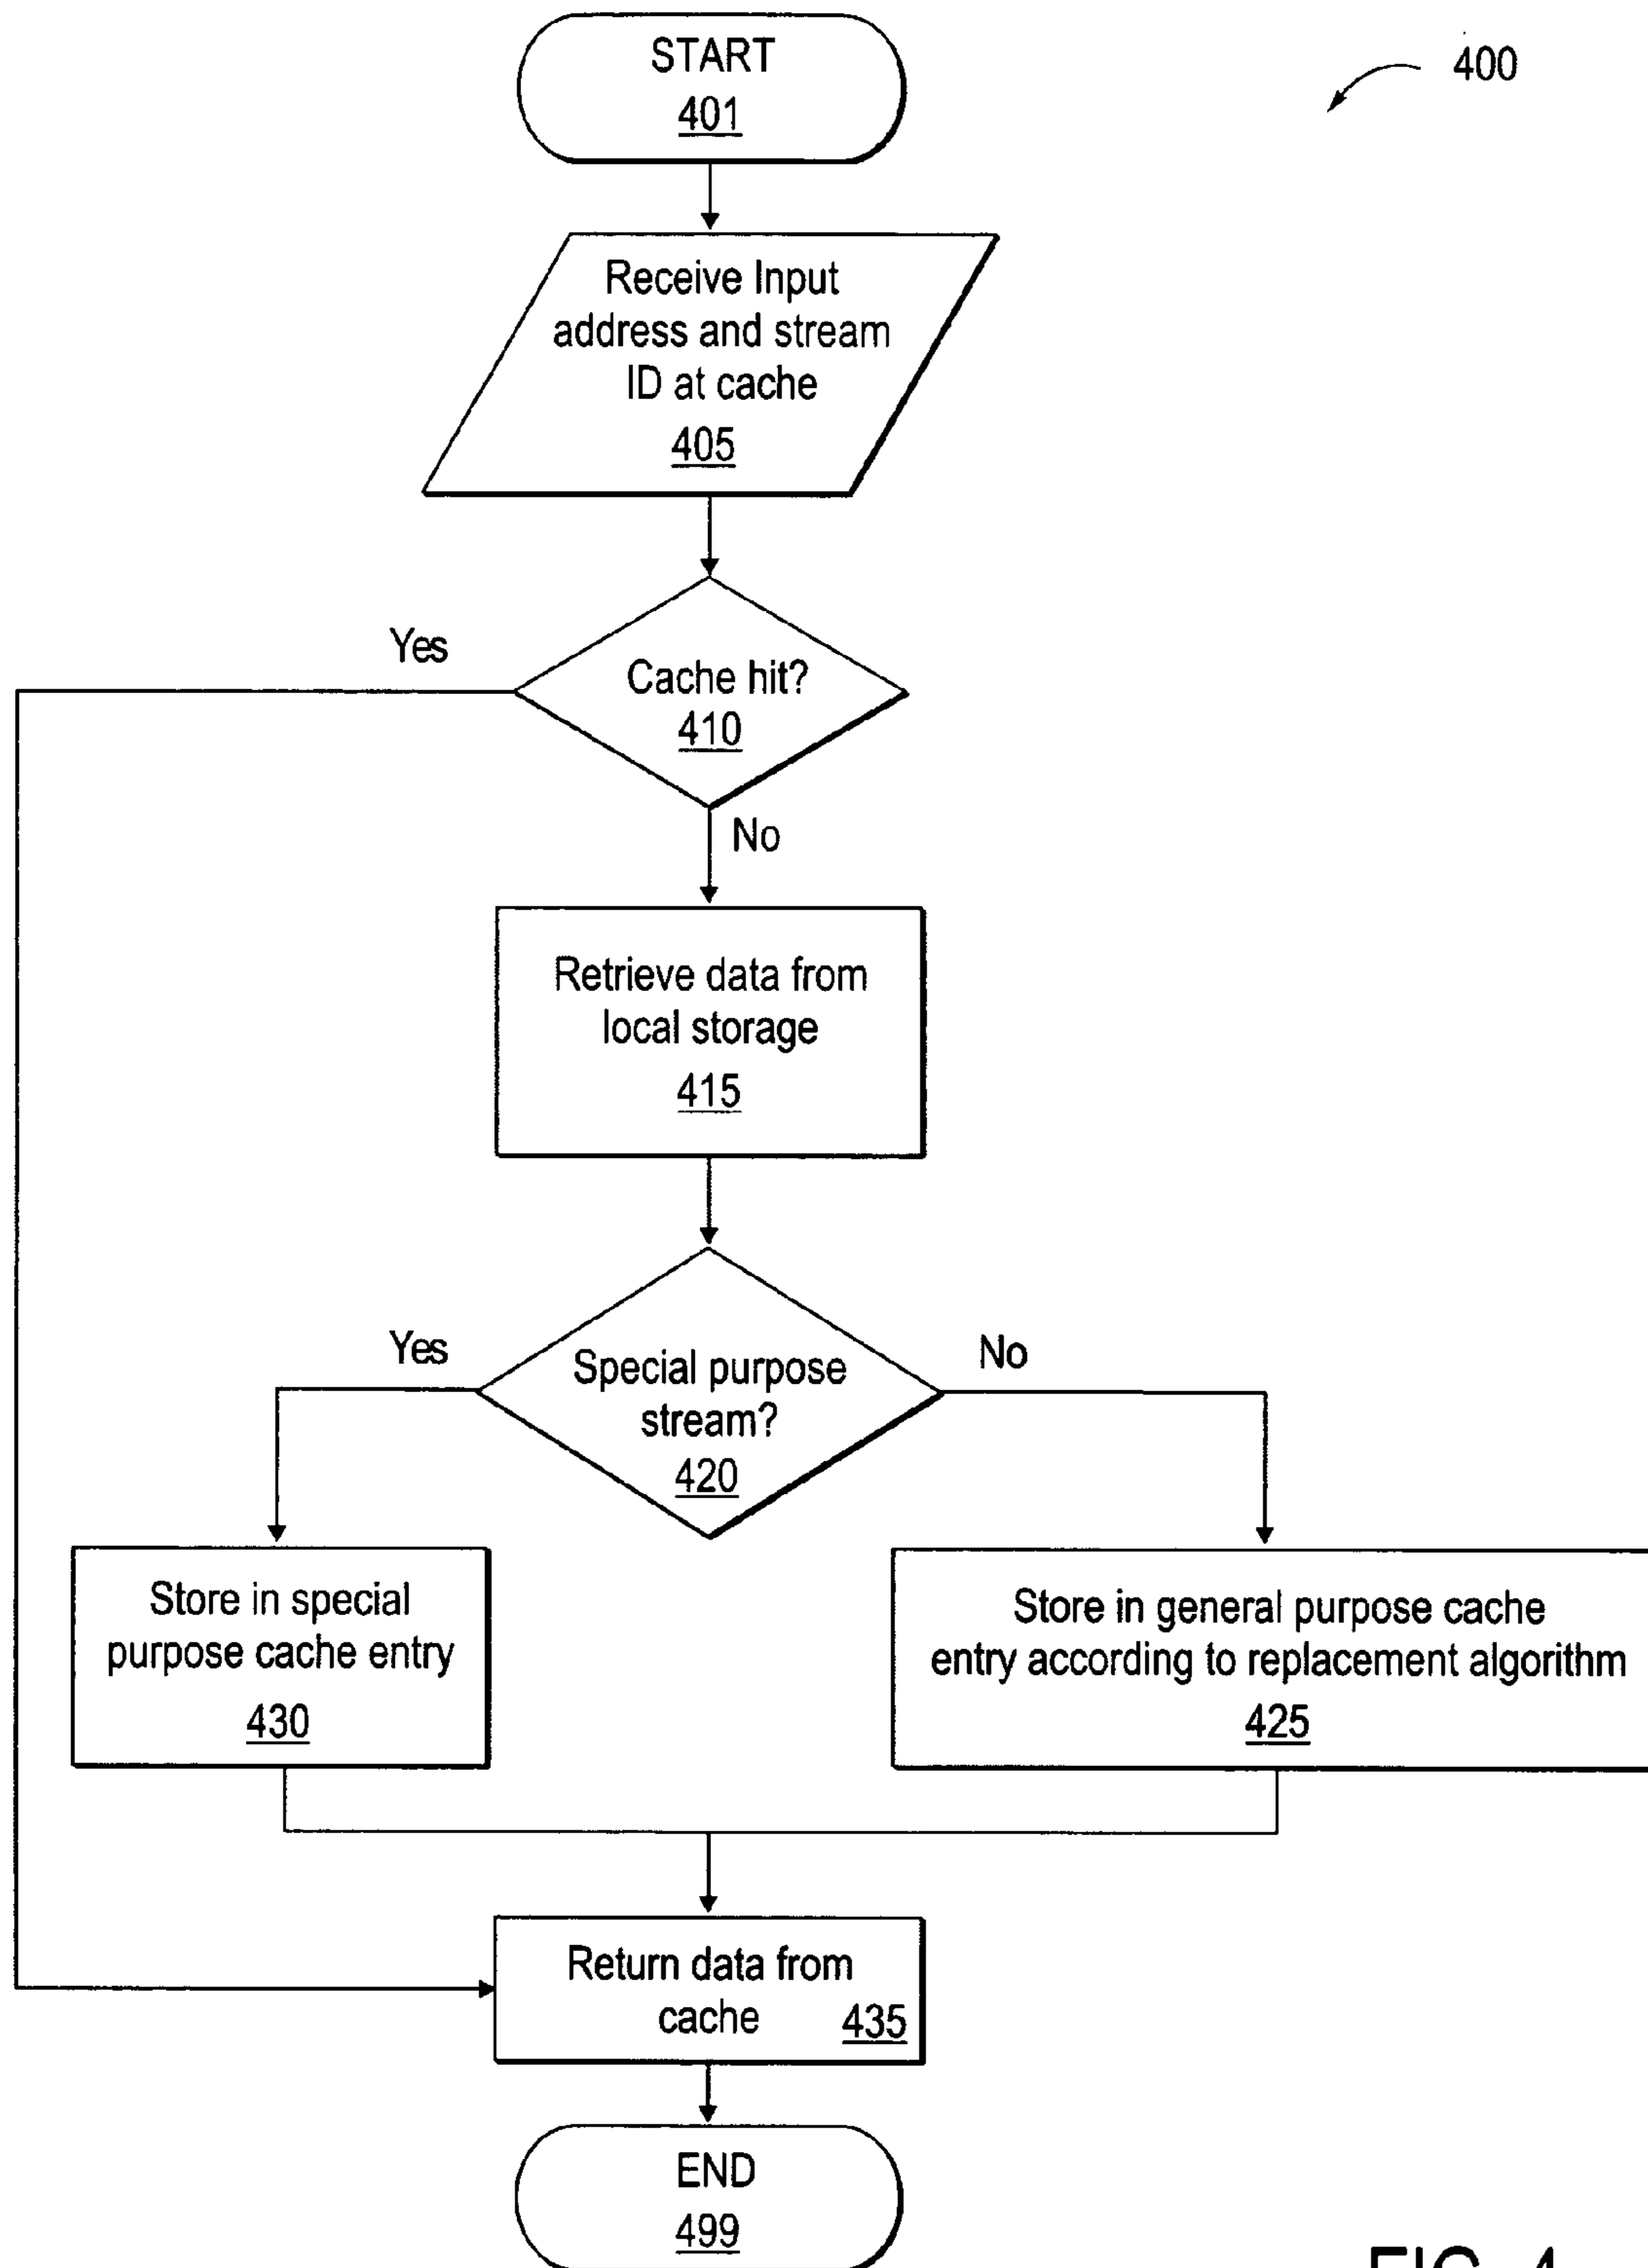 START
401
400
Receive Input
address and stream
ID at cache
405
Yes
Cache hit?
410
No
Retrieve data from
local storage
415
Yes
Special purpose
stream?
420
No
Store in special
purpose cache entry
430
Store in general purpose cache
entry according to replacement algorithm
425
Return data from
cache
435
END
499
FIG. 4